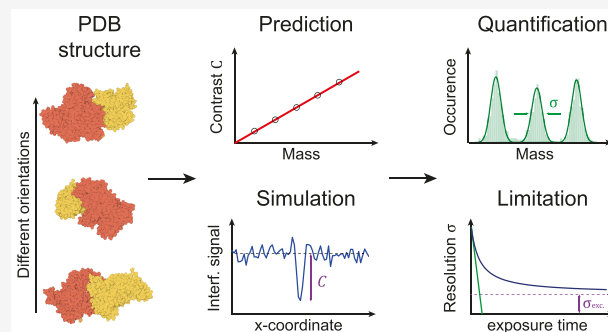 PDB
structure
Different orientations
Prediction
Contrast C
Mass
Quantification
Occurence
σ
Mass
Simulation
Interf. signal
C
x-coordinate
Limitation
Resolution σ
σexc.
exposure time